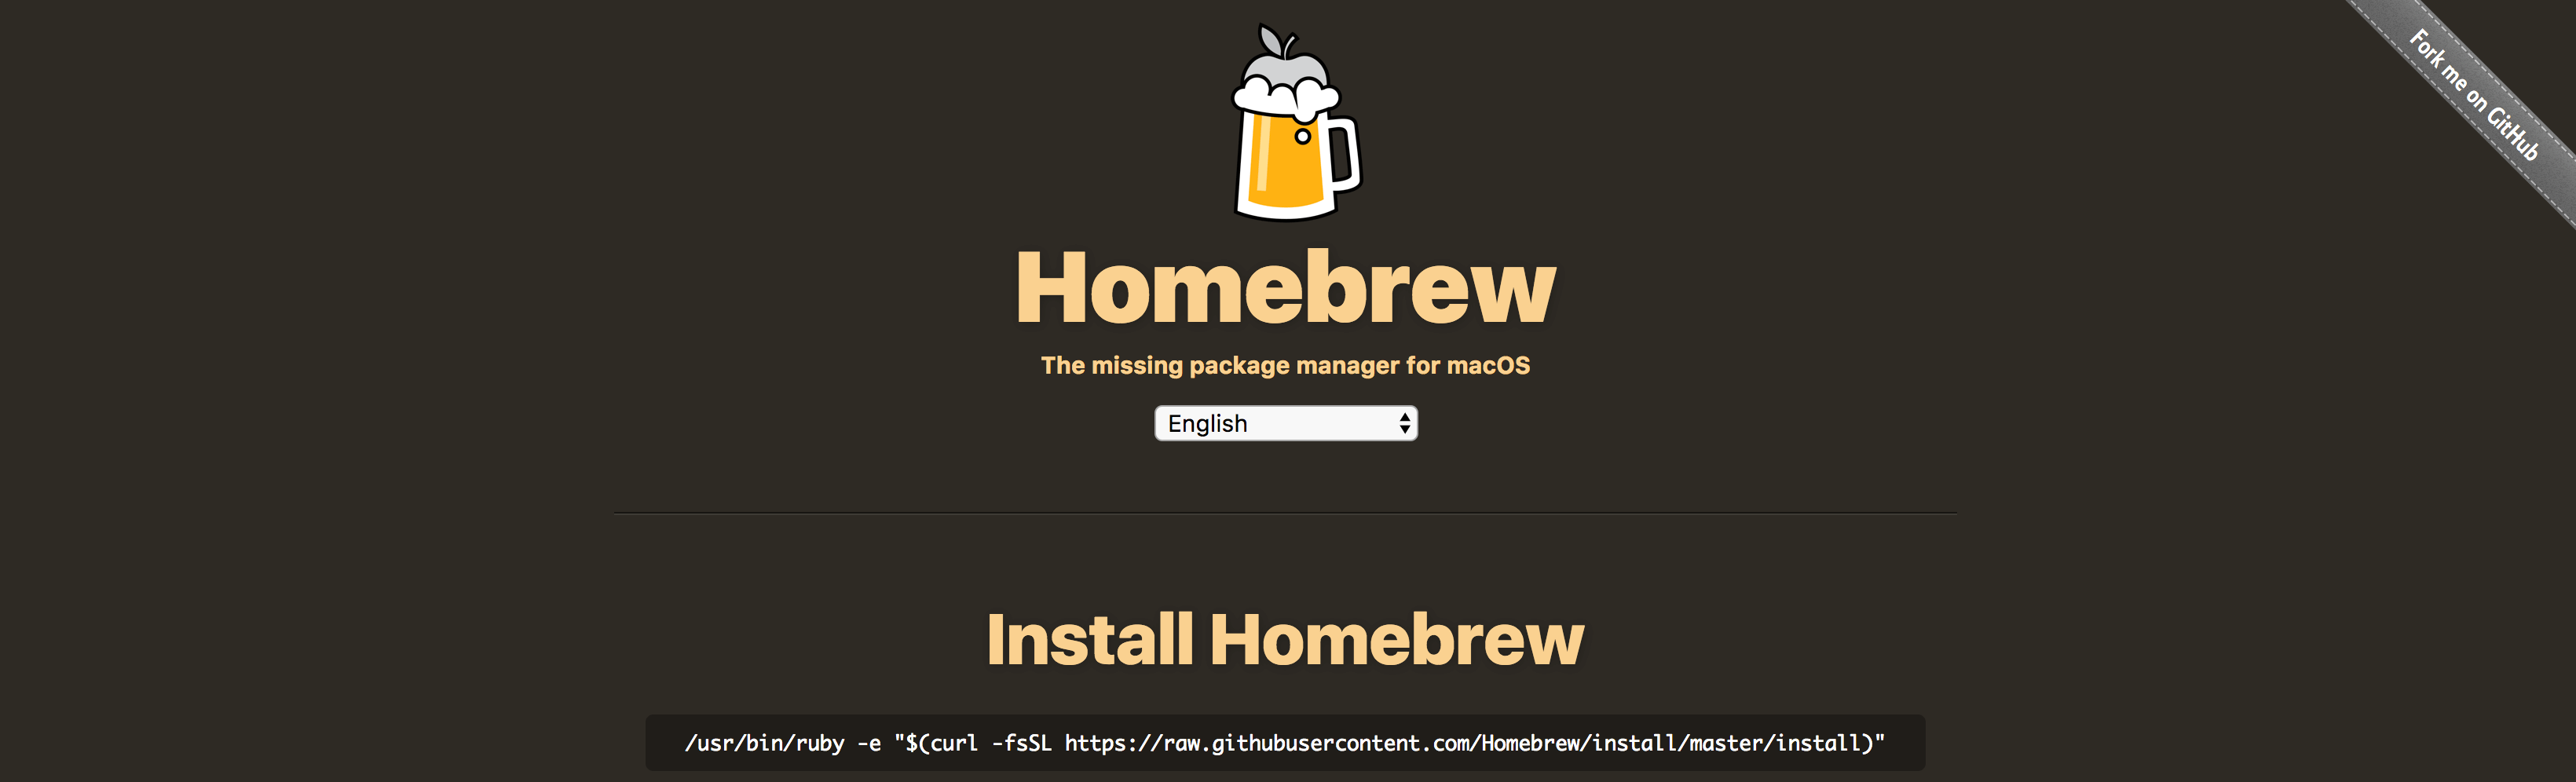 Fork me on GitHub
Homebrew
The missing package manager for macOS
English
Install Homebrew
/usr/bin/ruby -e "$(curl -fsSL https://raw.githubusercontent.com/Homebrew/install/master/install)"